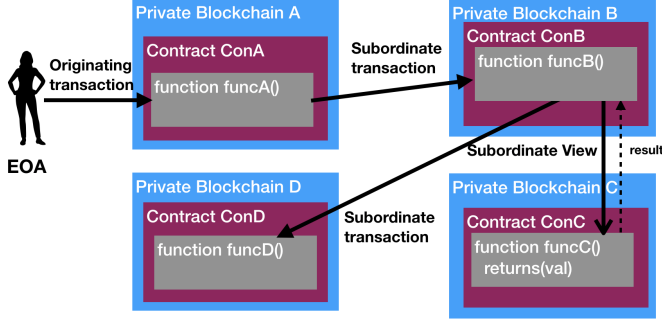 Private Blockchain A
Contract ConA
function funcA()
Originating
transaction
EOA
Subordinate
transaction
Private Blockchain B
Contract ConB
function funcB()
Subordinate View
result
Private Blockchain D
Contract ConD
function funcD()
Subordinate
transaction
Private Blockchain C
Contract ConC
function funcC()
returns(val)